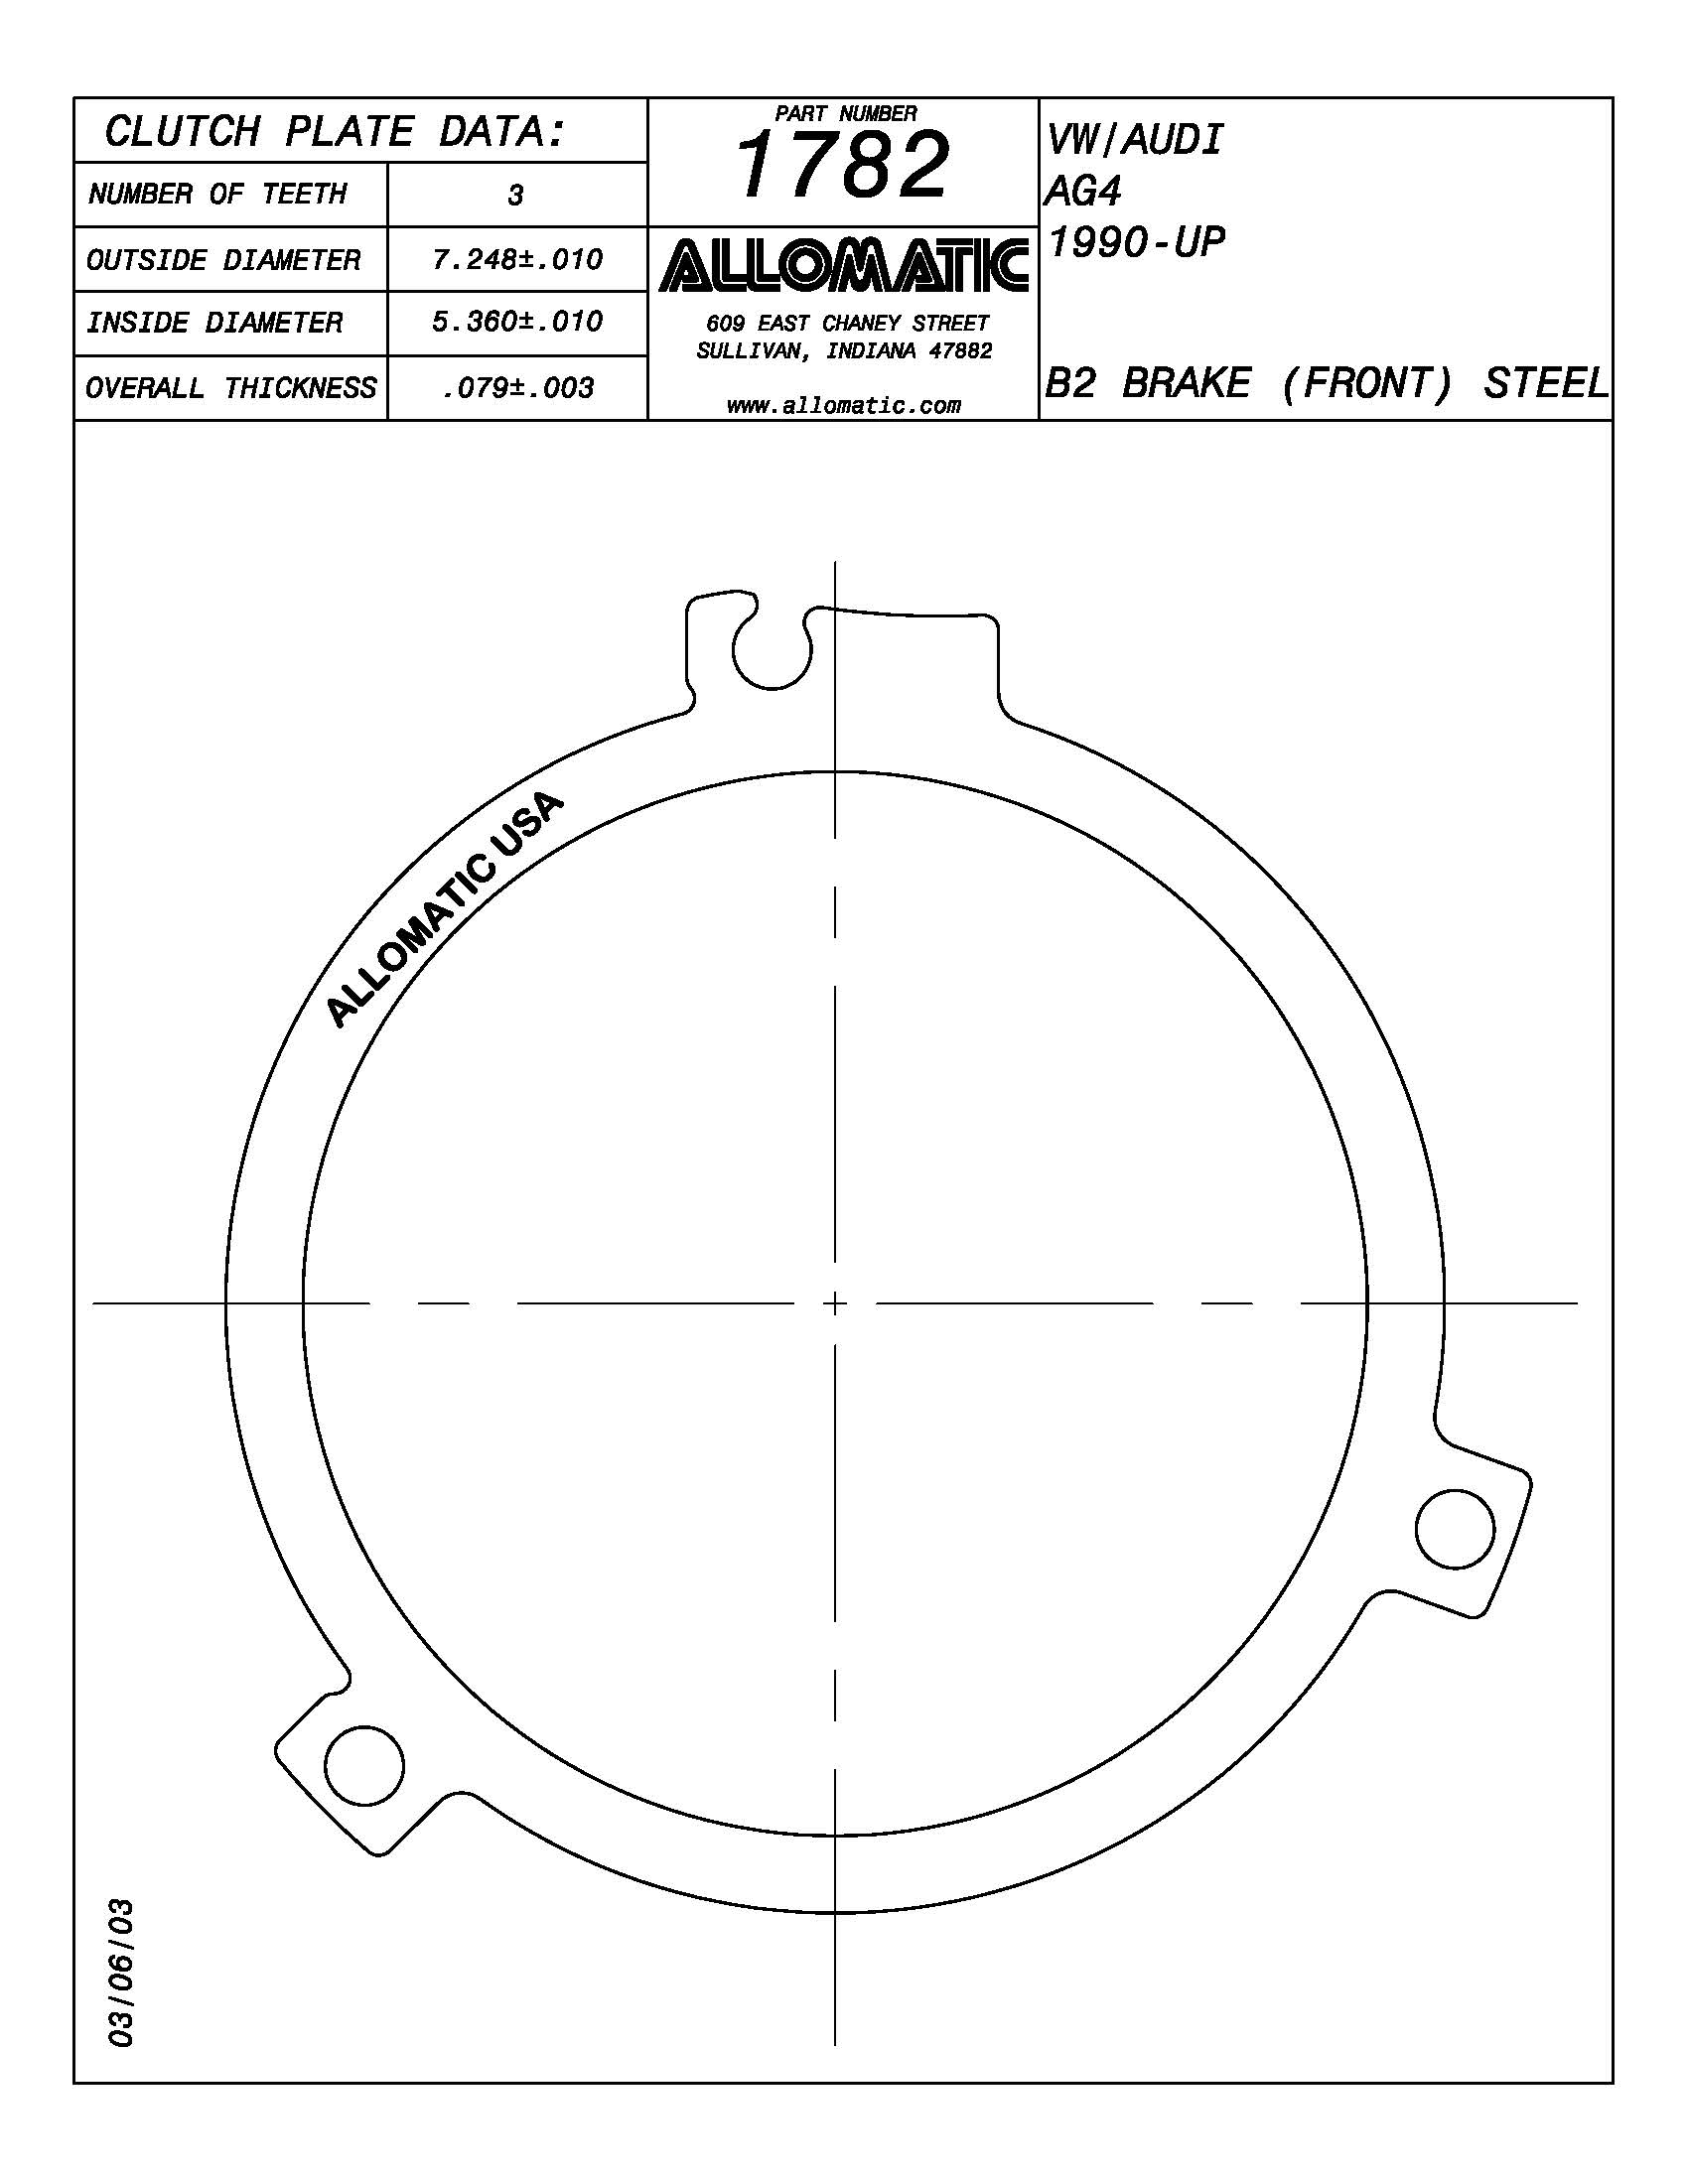 CLUTCH PLATE DATA:
NUMBER OF TEETH 3
OUTSIDE DIAMETER 7.248±.010
INSIDE DIAMETER 5.360±.010
OVERALL THICKNESS .079±.003
PART NUMBER
1782
ALLOMATIC
609 EAST CHANEY STREET
SULLIVAN, INDIANA 47882
www.allomatic.com
VW/AUDI
AG4
1990-UP
B2 BRAKE (FRONT) STEEL
ALLOMATIC USA
03/06/03